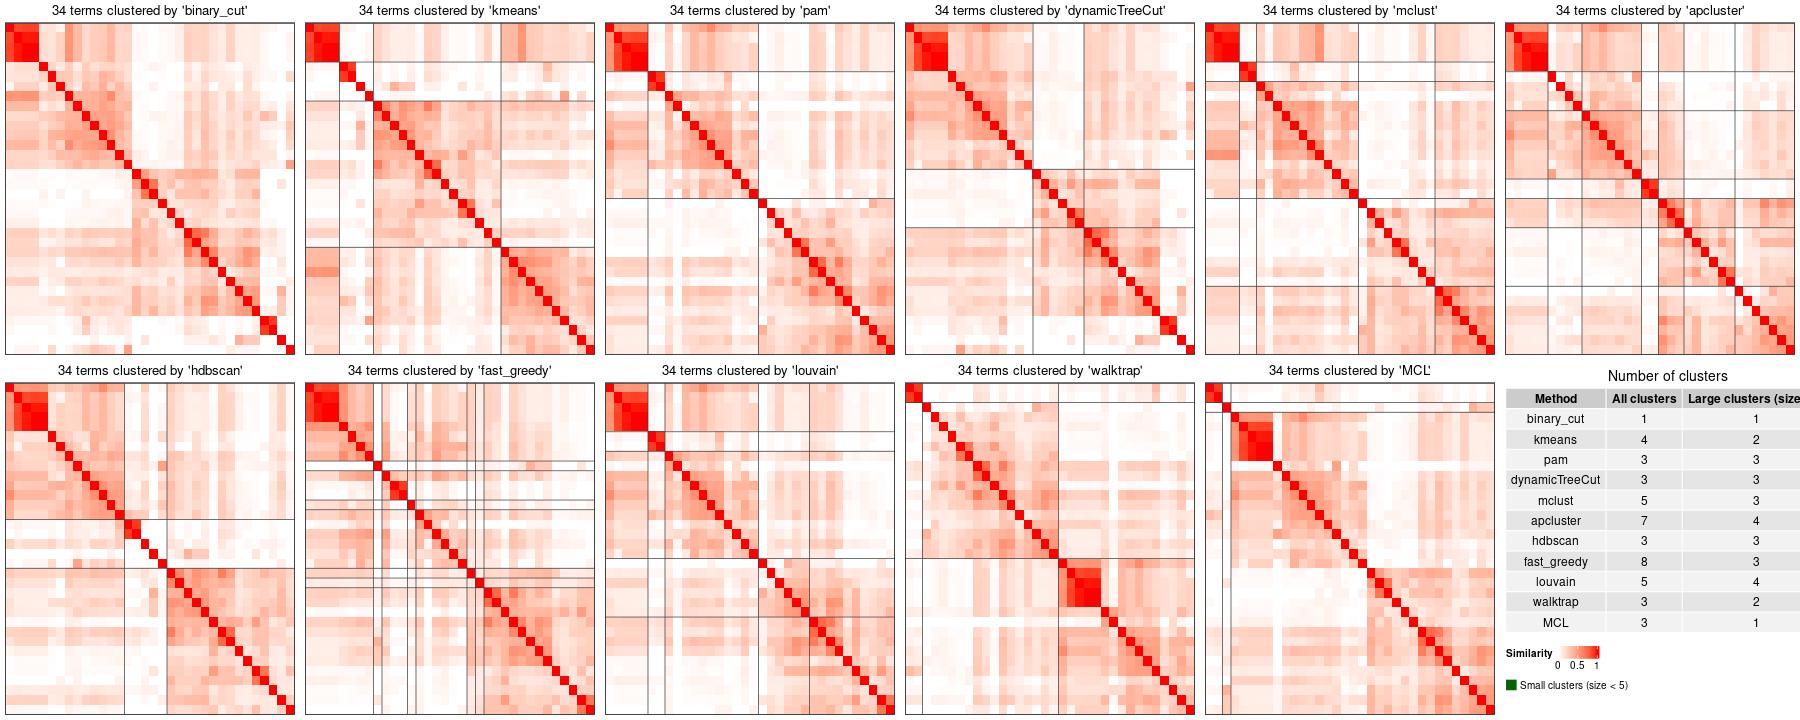 34 terms clustered by 'binary_cut'
34 terms clustered by 'kmeans'
34 terms clustered by 'pam'
34 terms clustered by 'dynamicTreeCut'
34 terms clustered by 'mclust'
34 terms clustered by 'apcluster'
34 terms clustered by 'hdbscan'
34 terms clustered by 'fast_greedy'
34 terms clustered by 'louvain'
34 terms clustered by 'walktrap'
34 terms clustered by 'MCL'
Number of clusters
Method All clusters Large clusters (size
binary_cut 1 1
kmeans 4 2
pam 3 3
dynamicTreeCut 3 3
mclust 5 3
apcluster 7 4
hdbscan 3 3
fast_greedy 8 3
louvain 5 4
walktrap 3 2
MCL 3 1
Similarity
0 0.5 1
Small clusters (size < 5)